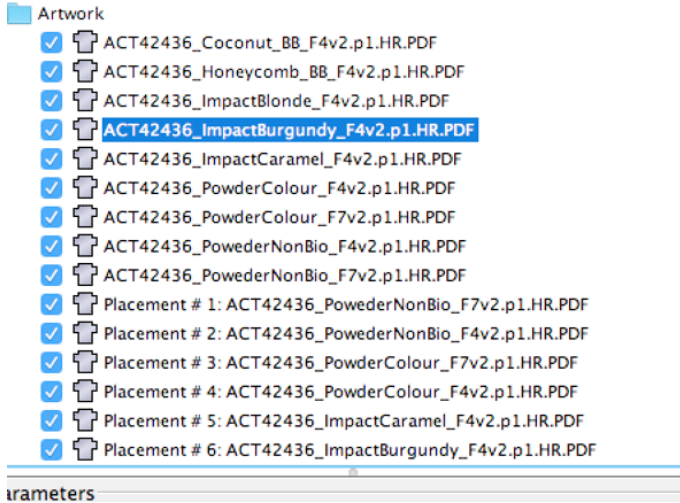 Artwork
ACT42436_Coconut_BB_F4v2.p1.HR.PDF
ACT42436_Honeycomb_BB_F4v2.p1.HR.PDF
ACT42436_ImpactBlonde_F4v2.p1.HR.PDF
ACT42436_ImpactBurgundy_F4v2.p1.HR.PDF
ACT42436_ImpactCaramel_F4v2.p1.HR.PDF
ACT42436_PowderColour_F4v2.p1.HR.PDF
ACT42436_PowderColour_F7v2.p1.HR.PDF
ACT42436_PowederNonBio_F4v2.p1.HR.PDF
ACT42436_PowederNonBio_F7v2.p1.HR.PDF
Placement # 1: ACT42436_PowederNonBio_F7v2.p1.HR.PDF
Placement # 2: ACT42436_PowederNonBio_F4v2.p1.HR.PDF
Placement # 3: ACT42436_PowderColour_F7v2.p1.HR.PDF
Placement # 4: ACT42436_PowderColour_F4v2.p1.HR.PDF
Placement # 5: ACT42436_ImpactCaramel_F4v2.p1.HR.PDF
Placement # 6: ACT42436_ImpactBurgundy_F4v2.p1.HR.PDF
arameters